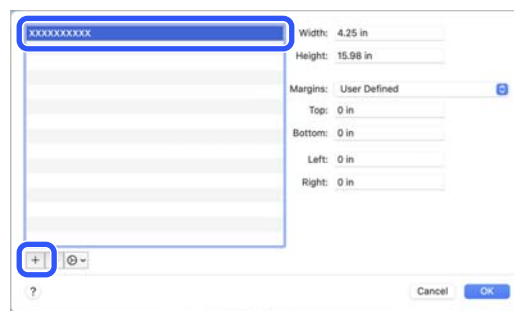 XXXXXXXXXX
Width: 4.25 in
Height: 15.98 in
Margins: User Defined
Top: 0 in
Bottom: 0 in
Left: 0 in
Right: 0 in
+
?
Cancel OK